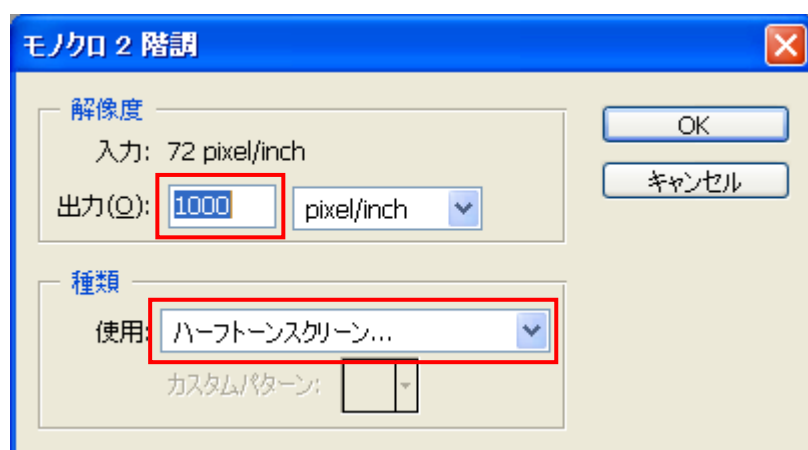 モノクロ 2 階調
解像度
入力: 72 pixel/inch
出力(O): 1000 pixel/inch
OK
キャンセル
種類
使用: ハーフトーンスクリーン...
カスタムパターン: